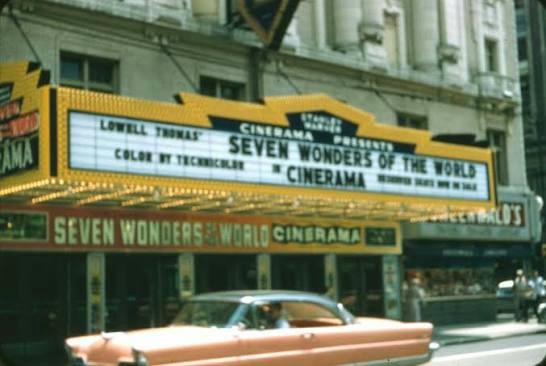 STANLEY WARNER
CINERAMA PRESENTS
LOWELL THOMAS' SEVEN WONDERS OF THE WORLD
COLOR BY TECHNICOLOR IN CINERAMA RESERVED SEATS NOW ON SALE
RAMA
SEVEN WONDERS OF THE WORLD CINERAMA